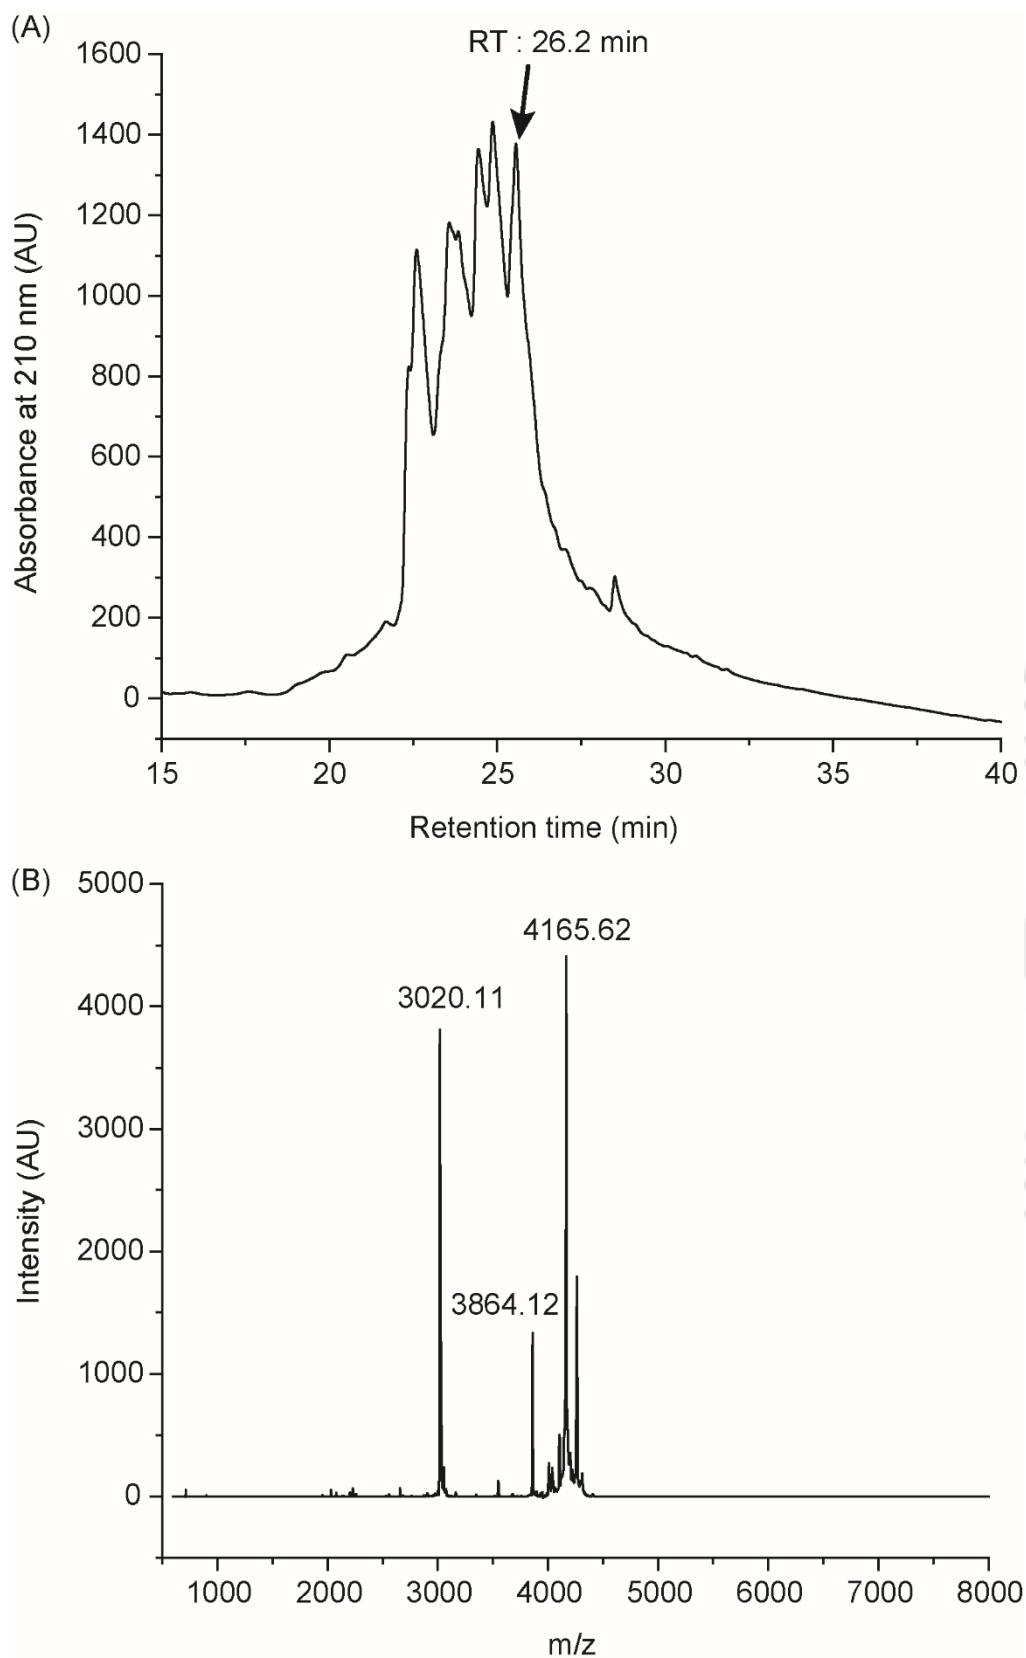 (A)
RT : 26.2 min
1600
1400
1200
1000
800
600
400
200
0
Absorbance at 210 nm (AU)
15 20 25 30 35 40
Retention time (min)
(B)
5000
4000
3000
2000
1000
0
Intensity (AU)
4165.62
3020.11
3864.12
1000 2000 3000 4000 5000 6000 7000 8000
m/z